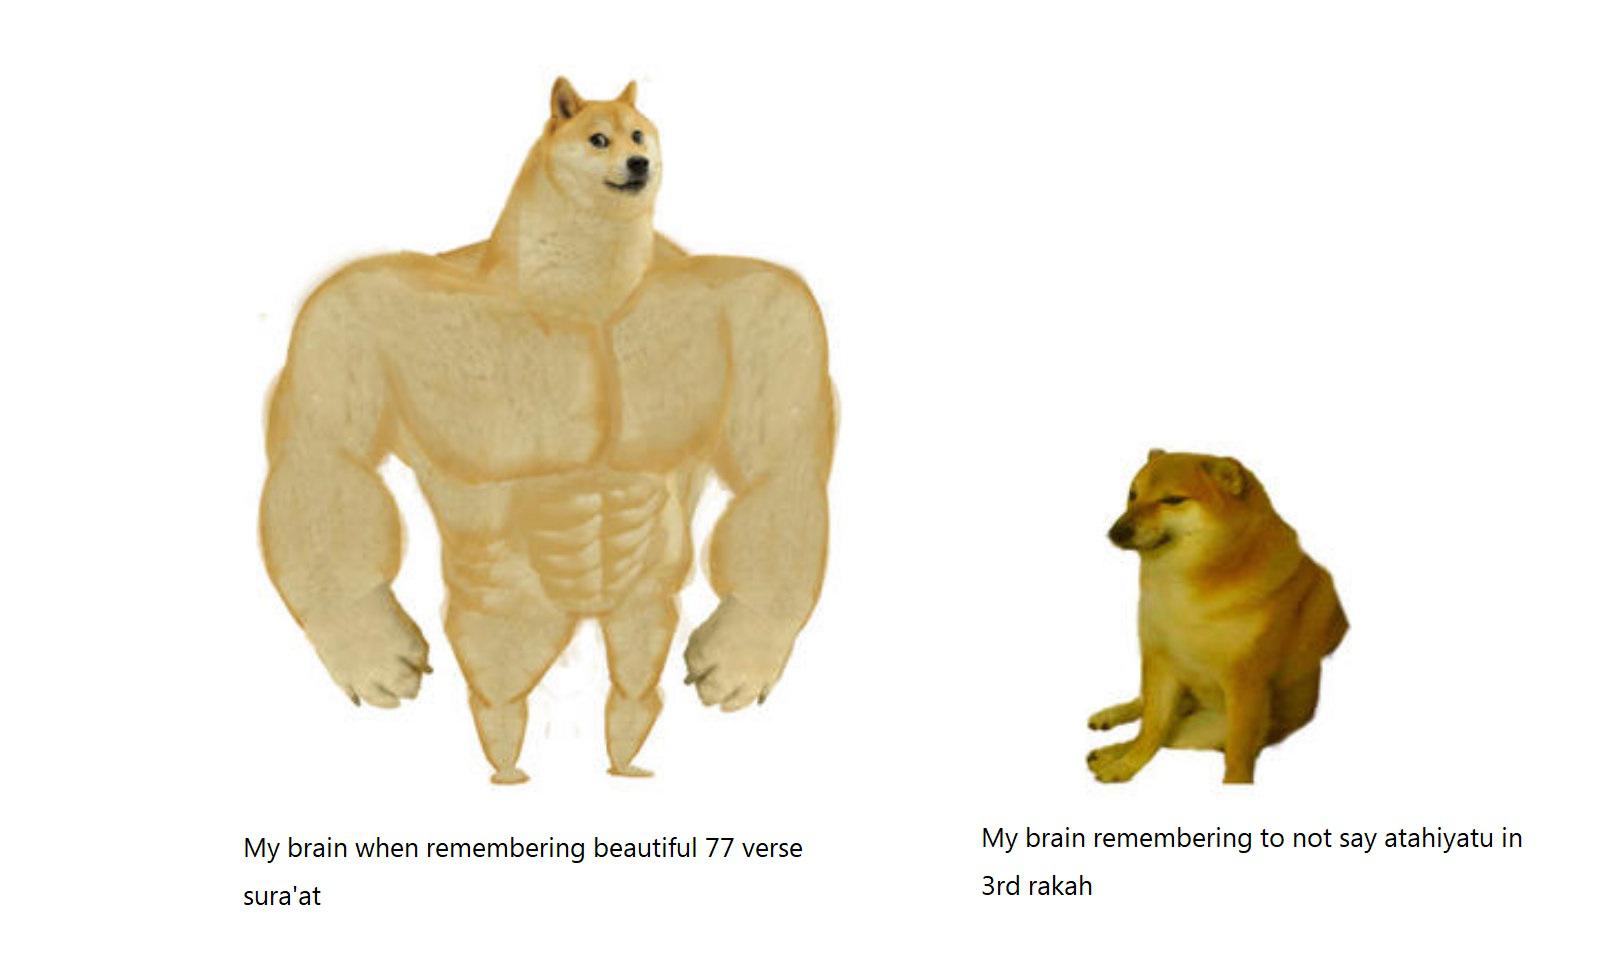 My brain when remembering beautiful 77 verse
sura'at
My brain remembering to not say atahiyatu in
3rd rakah